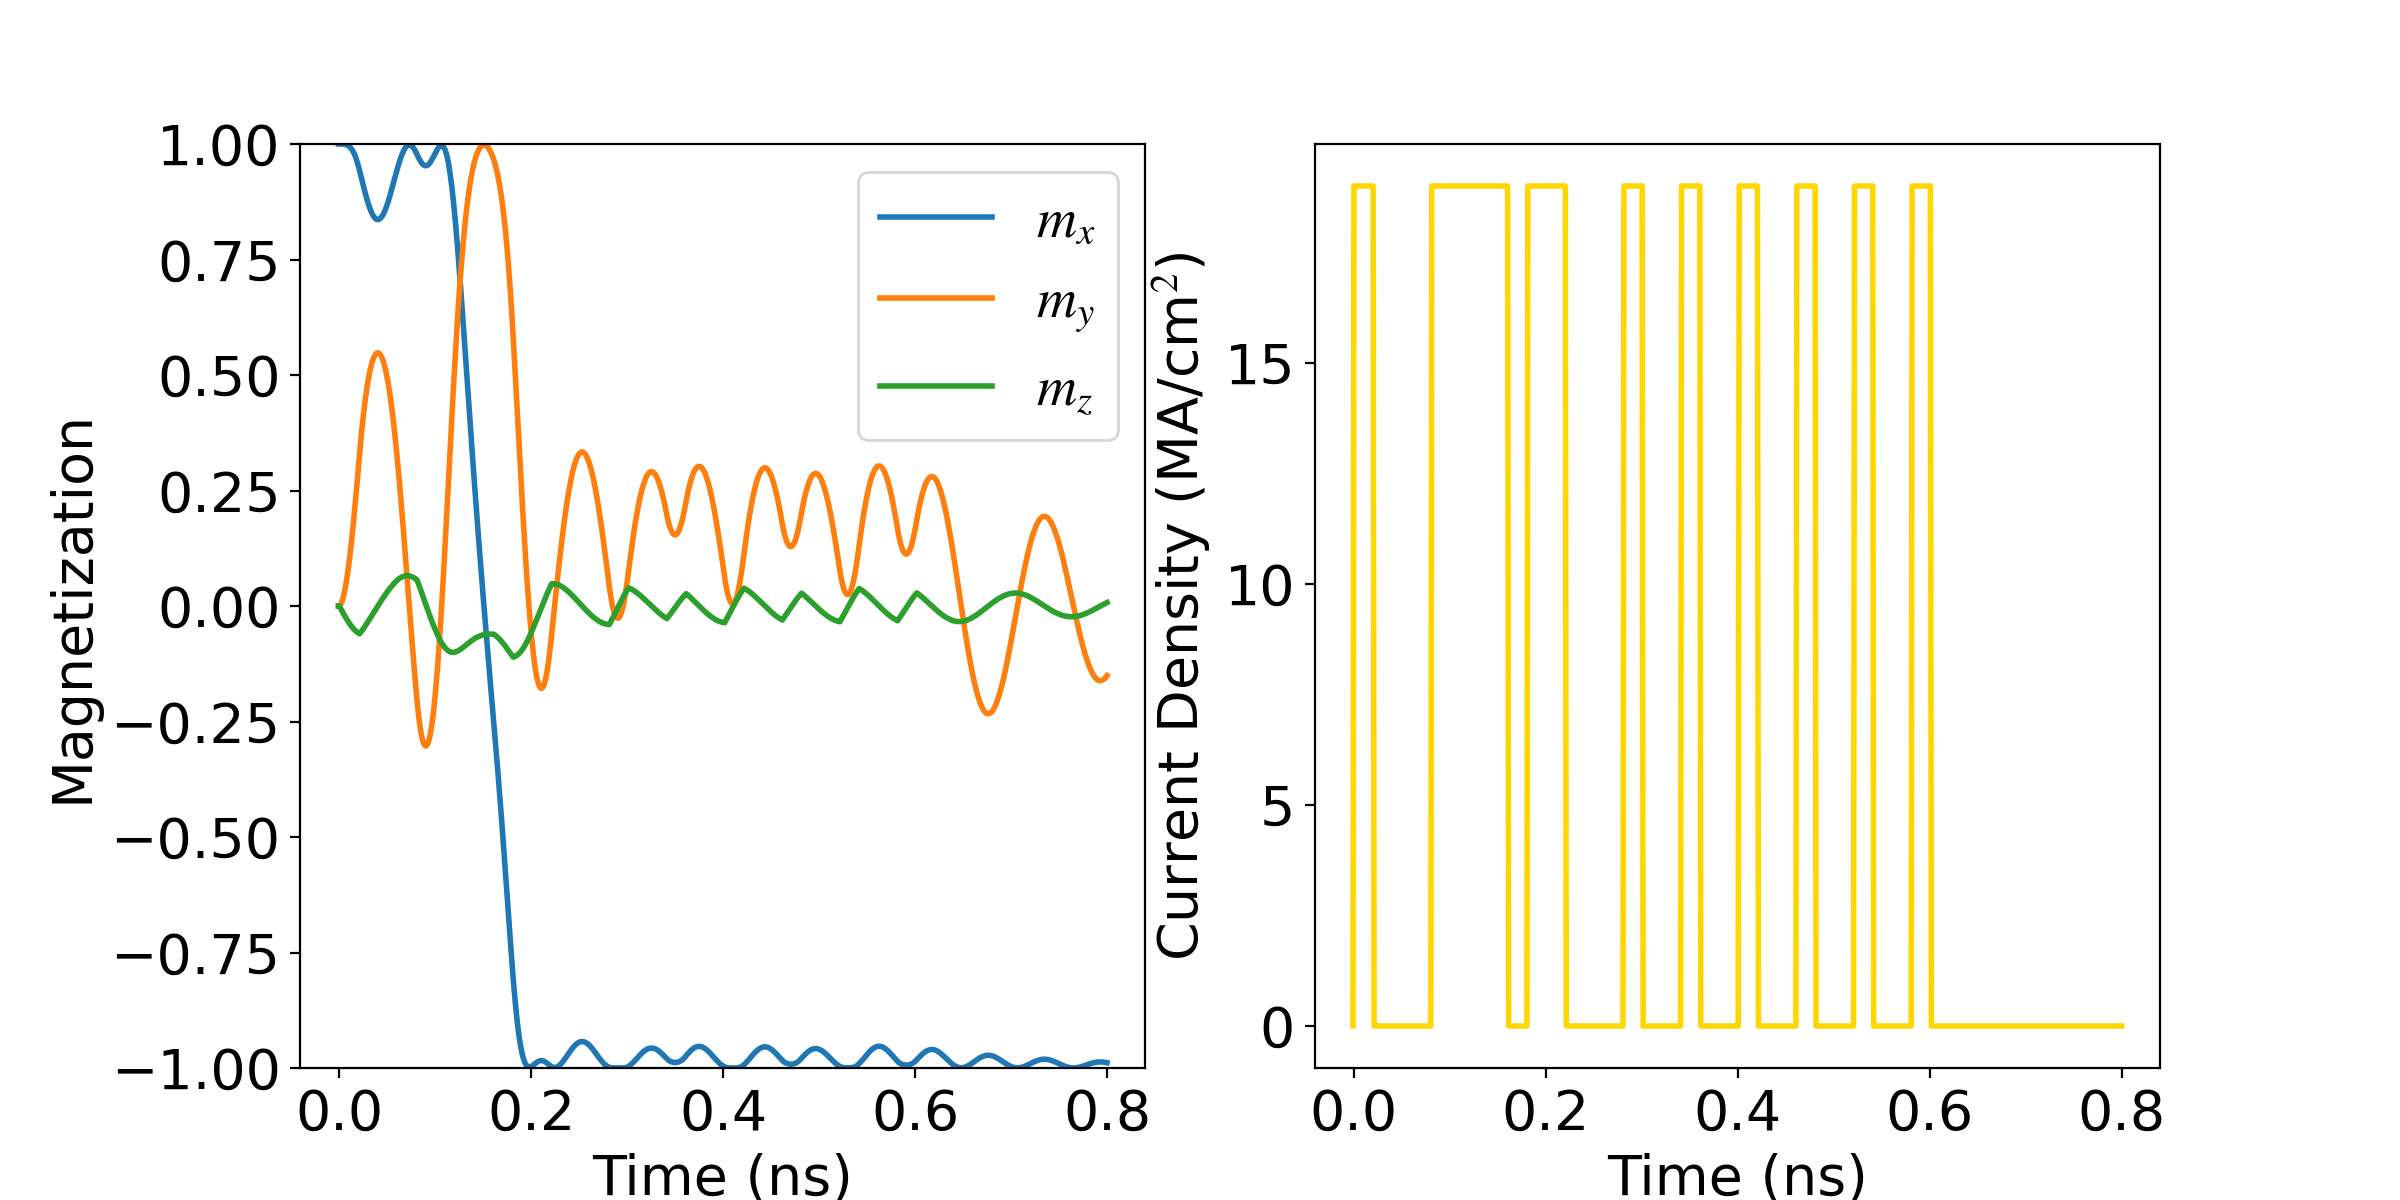 Magnetization
1.00
0.75
0.50
0.25
0.00
−0.25
−0.50
−0.75
−1.00
0.0 0.2 0.4 0.6 0.8
Time (ns)
m_x
m_y
m_z
Current Density (MA/cm²)
15
10
5
0
0.0 0.2 0.4 0.6 0.8
Time (ns)